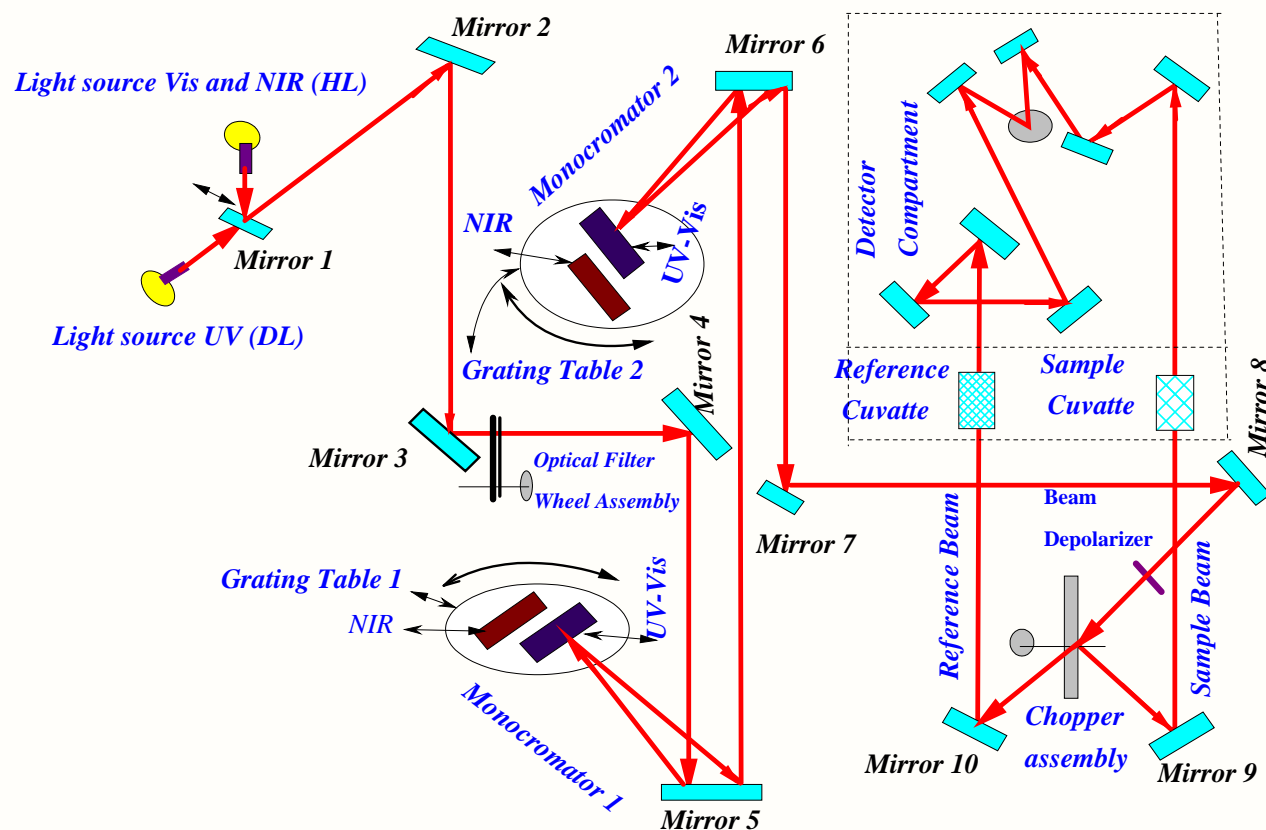 Mirror 2
Light source Vis and NIR (HL)
Mirror 1
Light source UV (DL)
Mirror 6
Monocromator 2
NIR
UV-Vis
Grating Table 2
Mirror 4
Mirror 3
Optical Filter
Wheel Assembly
Mirror 7
Grating Table 1
NIR
UV-Vis
Monocromator 1
Mirror 5
Detector
Compartment
Reference
Cuvatte
Sample
Cuvatte
Mirror 8
Beam
Depolarizer
Reference Beam
Sample Beam
Chopper
assembly
Mirror 10
Mirror 9